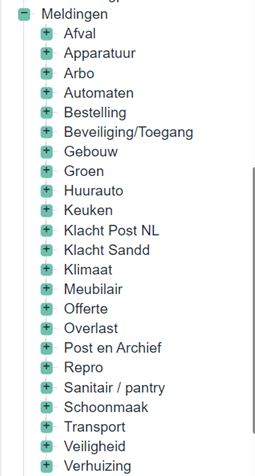 Meldingen
Afval
Apparatuur
Arbo
Automaten
Bestelling
Beveiliging/Toegang
Gebouw
Groen
Huurauto
Keuken
Klacht Post NL
Klacht Sandd
Klimaat
Meubilair
Offerte
Overlast
Post en Archief
Repro
Sanitair / pantry
Schoonmaak
Transport
Veiligheid
Verhuizing